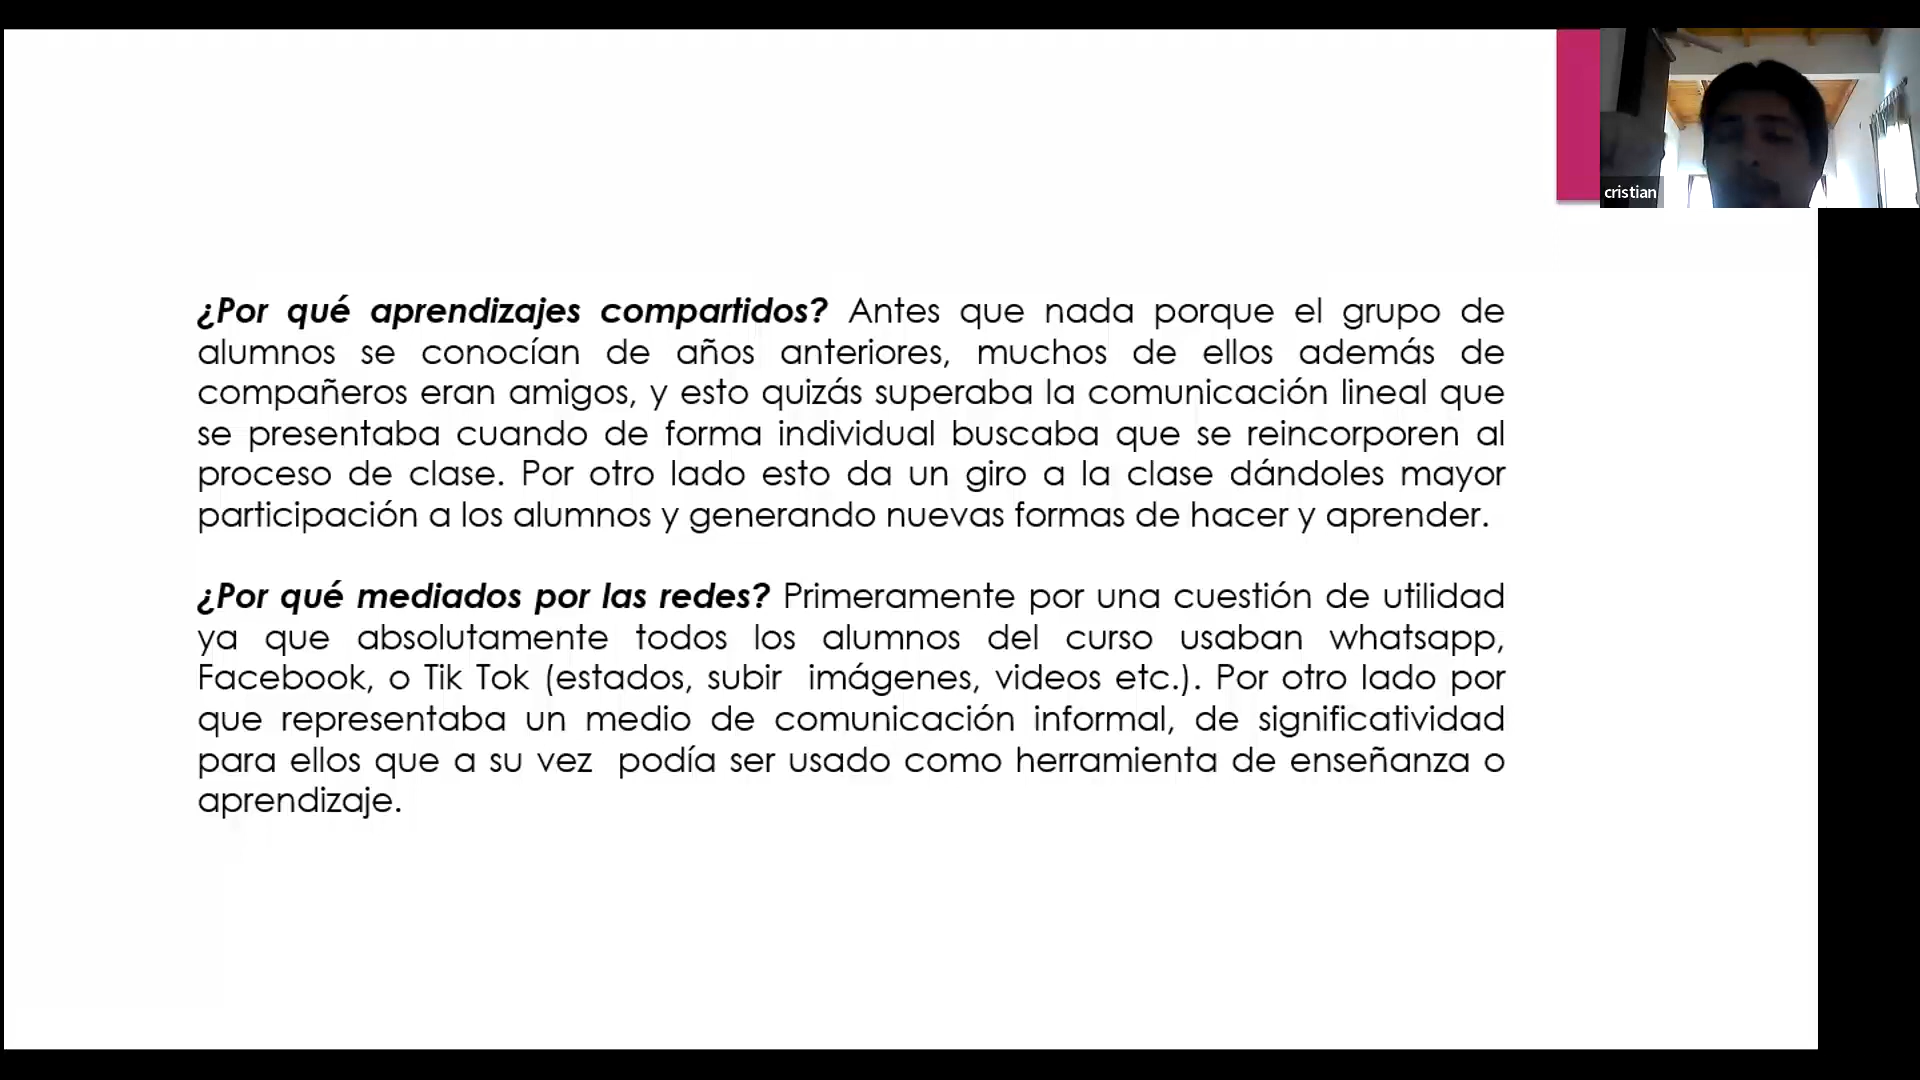 cristian
¿Por qué aprendizajes compartidos? Antes que nada porque el grupo de
alumnos se conocían de años anteriores, muchos de ellos además de
compañeros eran amigos, y esto quizás superaba la comunicación lineal que
se presentaba cuando de forma individual buscaba que se reincorporen al
proceso de clase. Por otro lado esto da un giro a la clase dándoles mayor
participación a los alumnos y generando nuevas formas de hacer y aprender.
¿Por qué mediados por las redes? Primeramente por una cuestión de utilidad
ya que absolutamente todos los alumnos del curso usaban whatsapp,
Facebook, o Tik Tok (estados, subir  imágenes, videos etc.). Por otro lado por
que representaba un medio de comunicación informal, de significatividad
para ellos que a su vez  podía ser usado como herramienta de enseñanza o
aprendizaje.